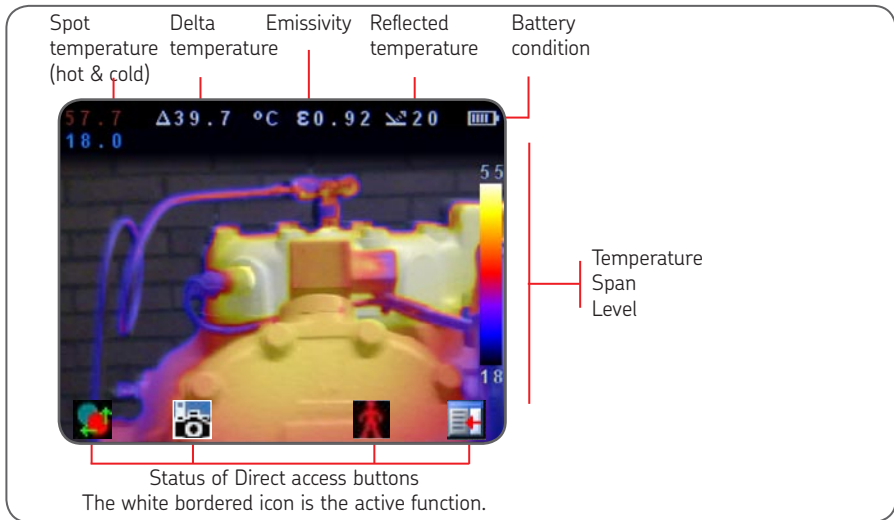 Spot temperature (hot & cold)
Delta temperature
Emissivity
Reflected temperature
Battery condition
57.7 Δ39.7 ºC ε0.92 20
18.0
55
18
Temperature
Span
Level
Status of Direct access buttons
The white bordered icon is the active function.